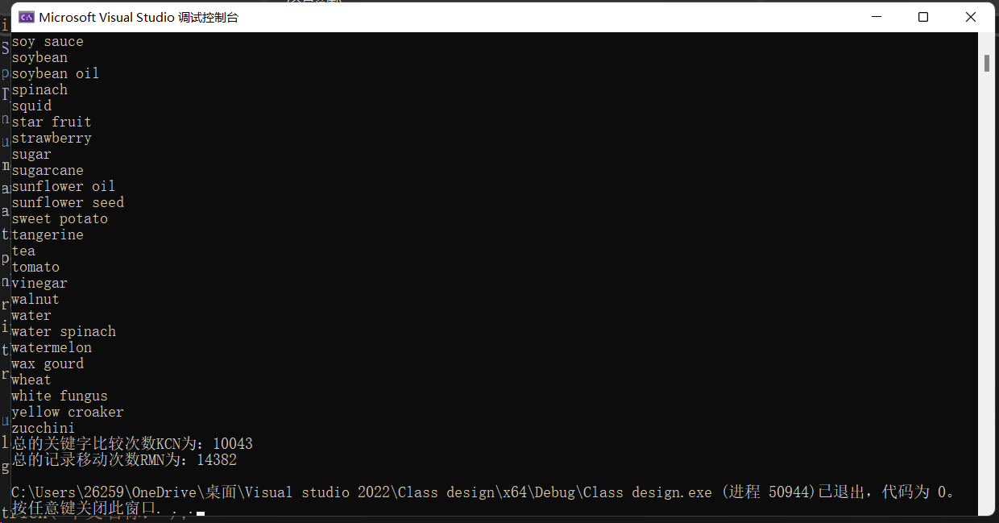 Microsoft Visual Studio 调试控制台
soy sauce
soybean
soybean oil
spinach
squid
star fruit
strawberry
sugar
sugarcane
sunflower oil
sunflower seed
sweet potato
tangerine
tea
tomato
vinegar
walnut
water
water spinach
watermelon
wax gourd
wheat
white fungus
yellow croaker
zucchini
总的关键字比较次数KCN为：10043
总的记录移动次数RMN为：14382
C:\Users\26259\OneDrive\桌面\Visual studio 2022\Class design\x64\Debug\Class design.exe (进程 50944)已退出，代码为 0。
按任意键关闭此窗口. . .